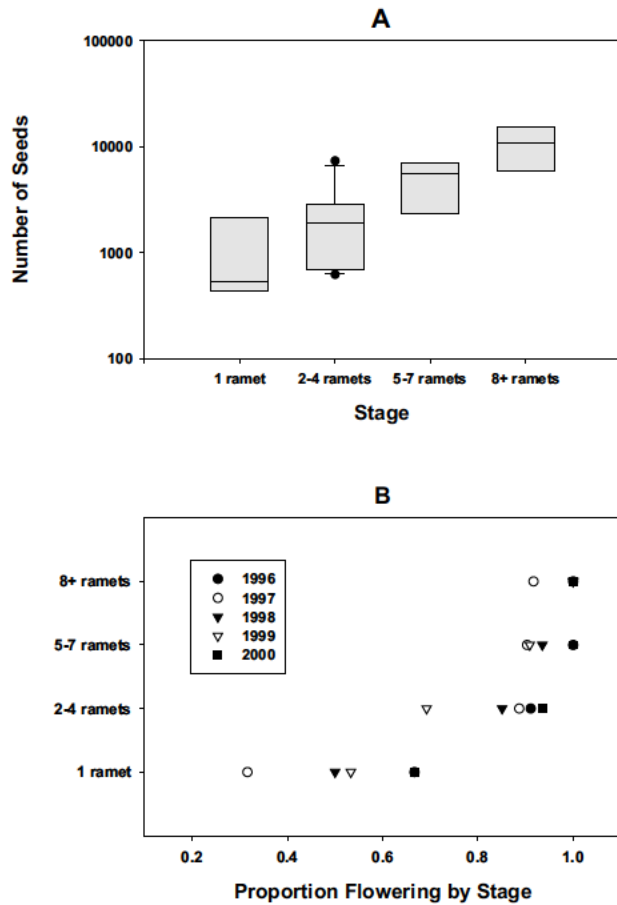 A
100000
10000
1000
100
Number of Seeds
1 ramet 2-4 ramets 5-7 ramets 8+ ramets
Stage
B
8+ ramets
5-7 ramets
2-4 ramets
1 ramet
1996
1997
1998
1999
2000
0.2 0.4 0.6 0.8 1.0
Proportion Flowering by Stage